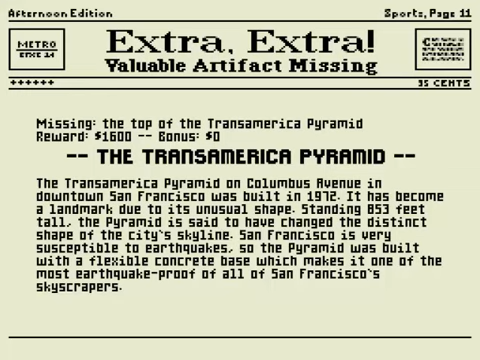 Afternoon Edition
Sports, Page 11
METRO
Extra, Extra!
Valuable Artifact Missing
++++++
35 CENTS
Missing: the top of the Transamerica Pyramid
Reward: $1600 -- Bonus: $0
-- THE TRANSAMERICA PYRAMID --
The Transamerica Pyramid on Columbus Avenue in
downtown San Francisco was built in 1972. It has become
a landmark due to its unusual shape. Standing 853 feet
tall, the Pyramid is said to have changed the distinct
shape of the city's skyline. San Francisco is very
susceptible to earthquakes, so the Pyramid was built
with a flexible concrete base which makes it one of the
most earthquake-proof of all of San Francisco's
skyscrapers.